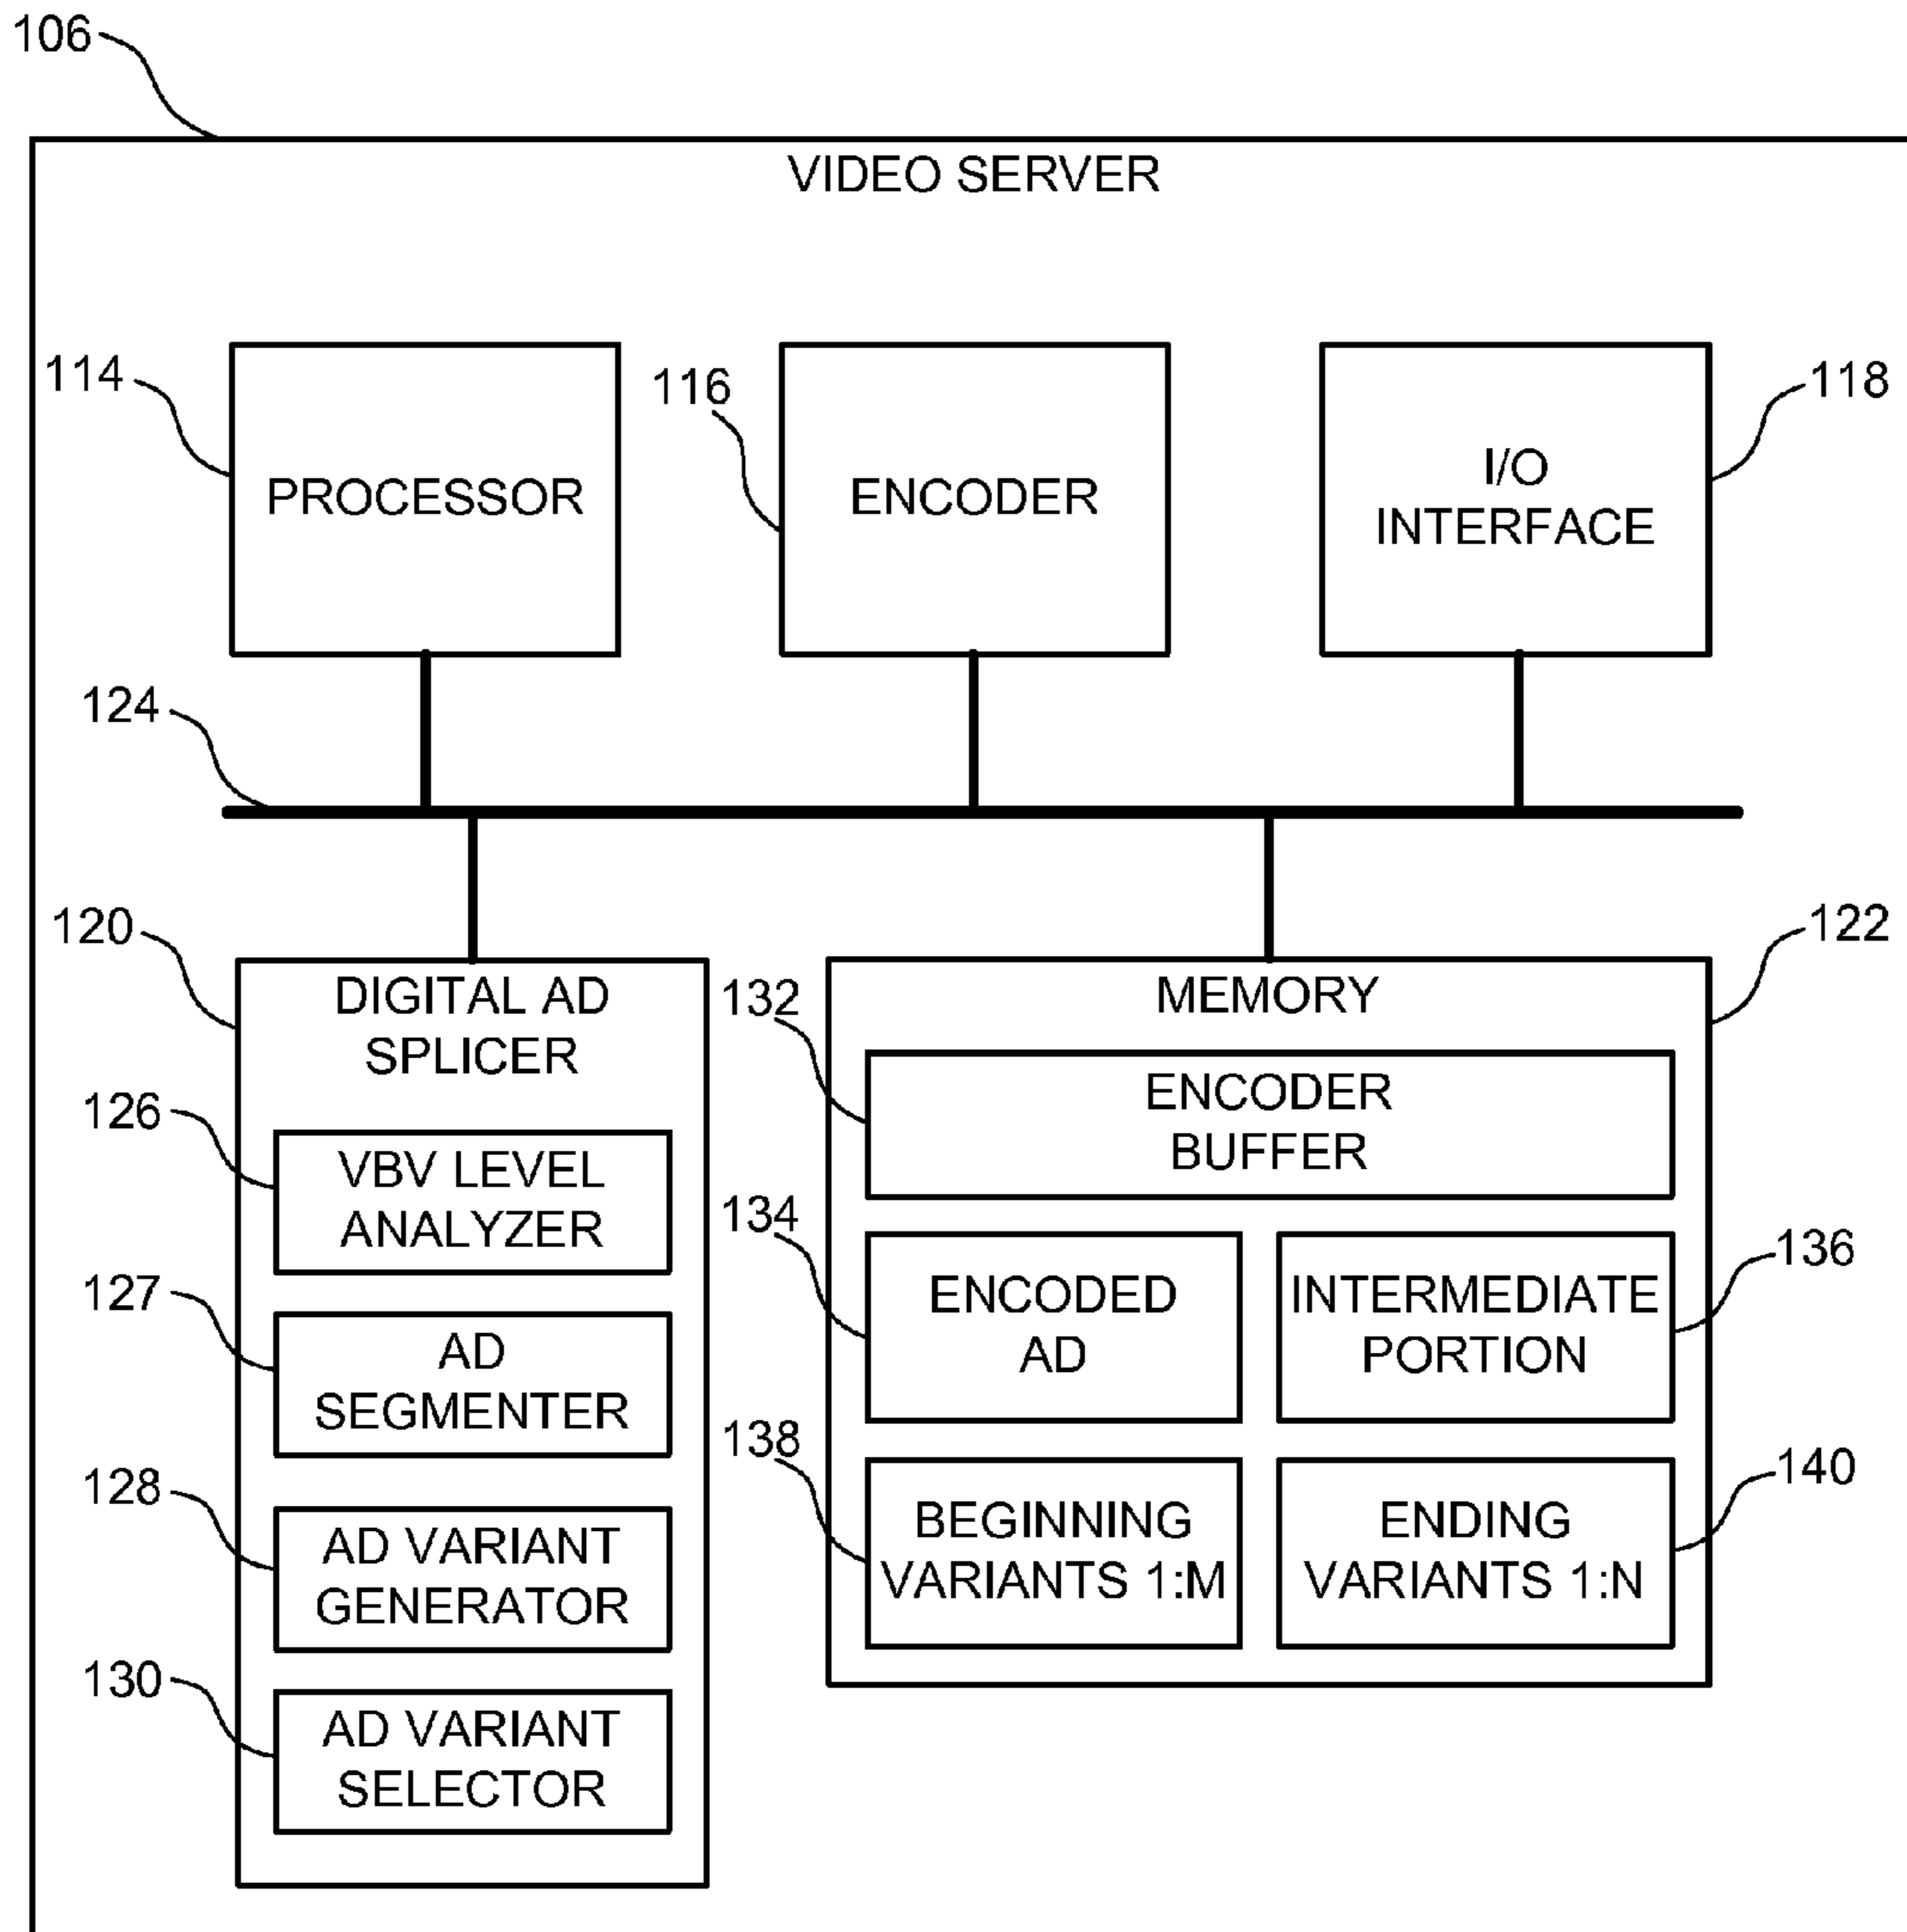 106
VIDEO SERVER
114
PROCESSOR
116
ENCODER
118
I/O
INTERFACE
124
120
DIGITAL AD
SPLICER
126
VBV LEVEL
ANALYZER
127
AD
SEGMENTER
128
AD VARIANT
GENERATOR
130
AD VARIANT
SELECTOR
122
MEMORY
132
ENCODER
BUFFER
134
ENCODED
AD
136
INTERMEDIATE
PORTION
138
BEGINNING
VARIANTS 1:M
140
ENDING
VARIANTS 1:N